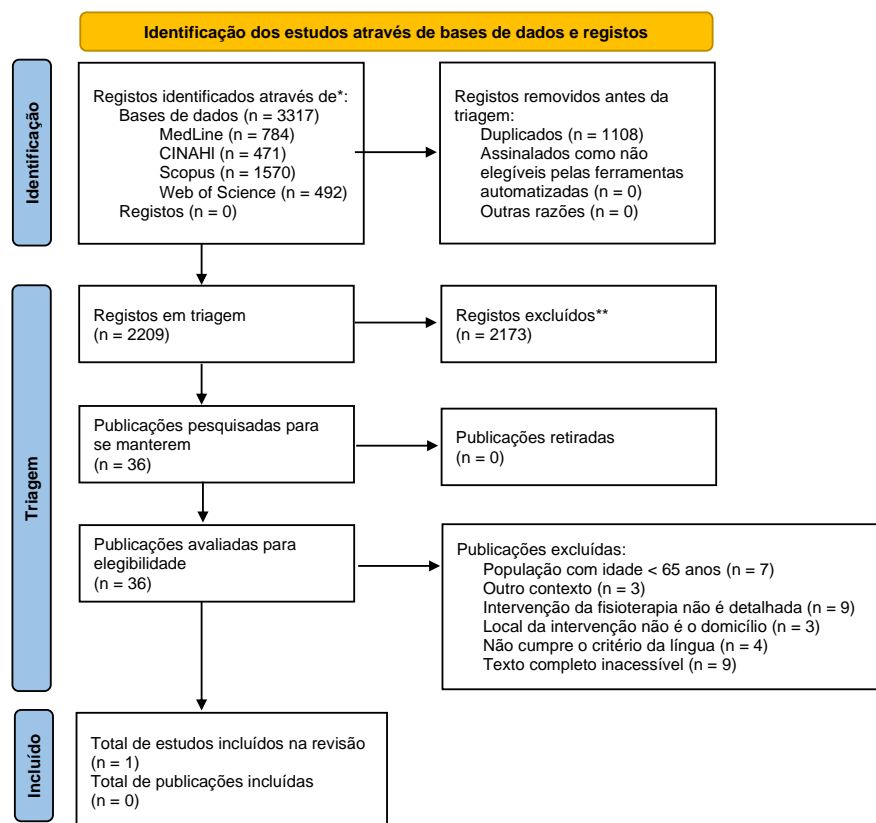 Identificação dos estudos através de bases de dados e registos
Identificação
Registos identificados através de*:
Bases de dados (n = 3317)
MedLine (n = 784)
CINAHl (n = 471)
Scopus (n = 1570)
Web of Science (n = 492)
Registos (n = 0)
Registos removidos antes da
triagem:
Duplicados (n = 1108)
Assinalados como não
elegíveis pelas ferramentas
automatizadas (n = 0)
Outras razões (n = 0)
Triagem
Registos em triagem
(n = 2209)
Registos excluídos**
(n = 2173)
Publicações pesquisadas para
se manterem
(n = 36)
Publicações retiradas
(n = 0)
Publicações avaliadas para
elegibilidade
(n = 36)
Publicações excluídas:
População com idade < 65 anos (n = 7)
Outro contexto (n = 3)
Intervenção da fisioterapia não é detalhada (n = 9)
Local da intervenção não é o domicílio (n = 3)
Não cumpre o critério da língua (n = 4)
Texto completo inacessível (n = 9)
Incluído
Total de estudos incluídos na revisão
(n = 1)
Total de publicações incluídas
(n = 0)